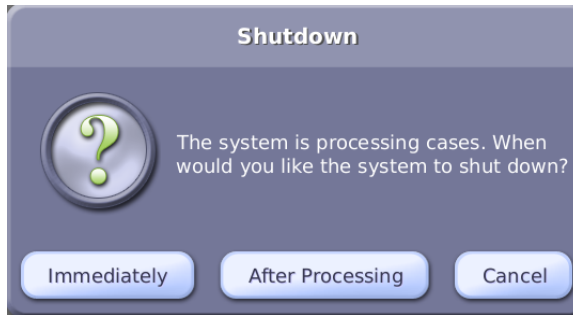 Shutdown
The system is processing cases. When
would you like the system to shut down?
Immediately
After Processing
Cancel